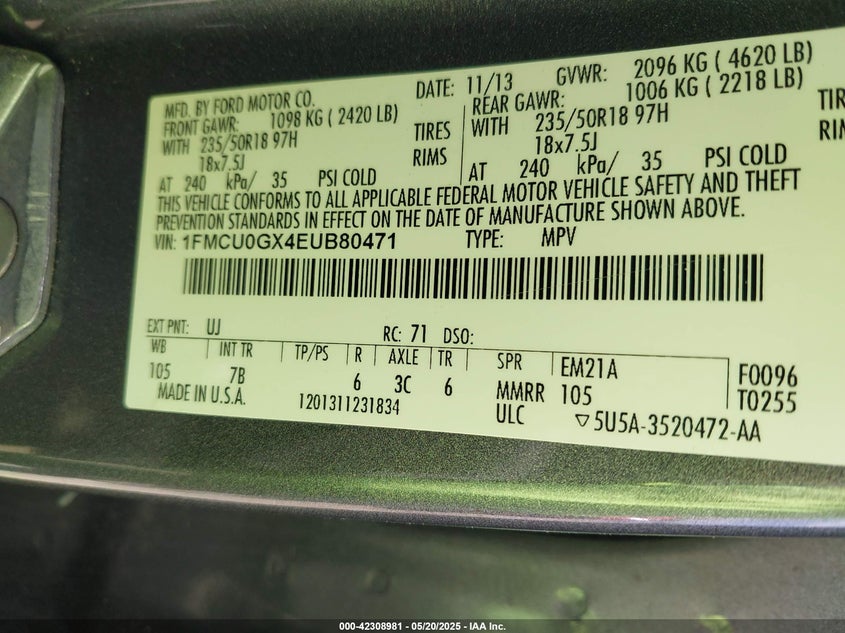 MFD. BY FORD MOTOR CO.
DATE: 11/13 GVWR: 2096 KG ( 4620 LB)
FRONT GAWR: 1098 KG ( 2420 LB)
REAR GAWR: 1006 KG ( 2218 LB)
WITH 235/50R18 97H TIRES
WITH 235/50R18 97H TIR
18x7.5J RIMS
18x7.5J RIM
AT 240 kPa/ 35 PSI COLD
AT 240 kPa/ 35 PSI COLD
THIS VEHICLE CONFORMS TO ALL APPLICABLE FEDERAL MOTOR VEHICLE SAFETY AND THEFT
PREVENTION STANDARDS IN EFFECT ON THE DATE OF MANUFACTURE SHOWN ABOVE.
VIN: 1FMCU0GX4EUB80471 TYPE: MPV
EXT PNT: UJ RC: 71 DSO:
WB INT TR TP/PS R AXLE TR SPR EM21A F0096
105 7B 6 3C 6 MMRR 105 T0255
MADE IN U.S.A. 1201311231834 ULC ▽5U5A-3520472-AA
000-42308981 — 05/20/2025 — IAA Inc.